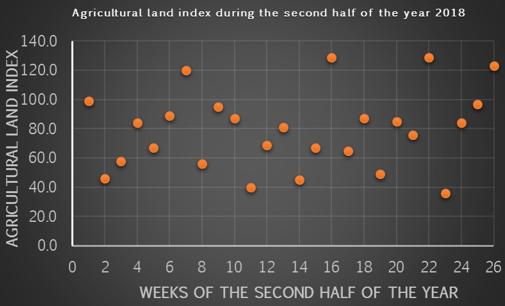 Agricultural land index during the second half of the year 2018
AGRICULTURAL LAND INDEX
140.0
120.0
100.0
80.0
60.0
40.0
20.0
0.0
0 2 4 6 8 10 12 14 16 18 20 22 24 26
WEEKS OF THE SECOND HALF OF THE YEAR